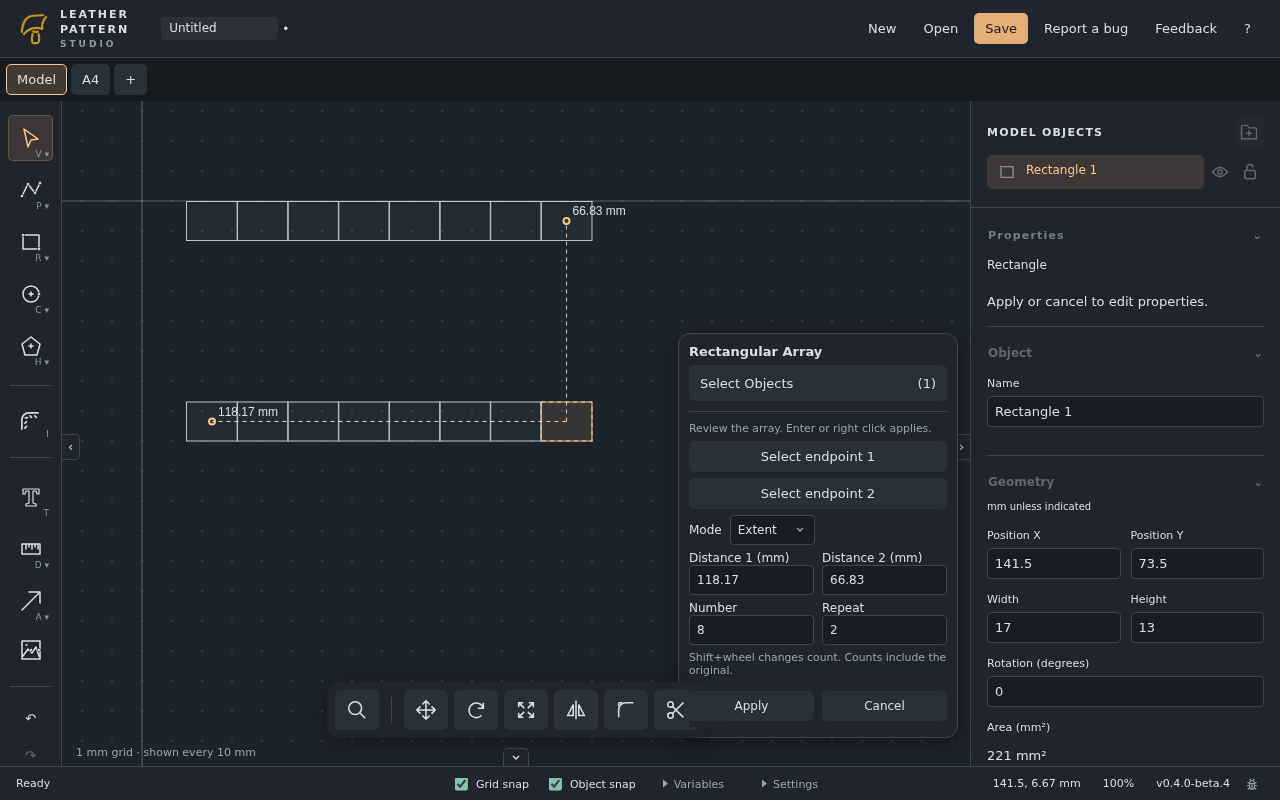 LEATHER
PATTERN
STUDIO
Untitled •
New Open Save Report a bug Feedback ?
Model A4 +
V
P
R
C
H
I
T
D
A
66.83 mm
118.17 mm
Rectangular Array
Select Objects (1)
Review the array. Enter or right click applies.
Select endpoint 1
Select endpoint 2
Mode Extent
Distance 1 (mm) Distance 2 (mm)
118.17 66.83
Number Repeat
8 2
Shift+wheel changes count. Counts include the
original.
Apply Cancel
1 mm grid · shown every 10 mm
MODEL OBJECTS
Rectangle 1
Properties
Rectangle
Apply or cancel to edit properties.
Object
Name
Rectangle 1
Geometry
mm unless indicated
Position X Position Y
141.5 73.5
Width Height
17 13
Rotation (degrees)
0
Area (mm²)
221 mm²
Ready Grid snap Object snap Variables Settings 141.5, 6.67 mm 100% v0.4.0-beta.4